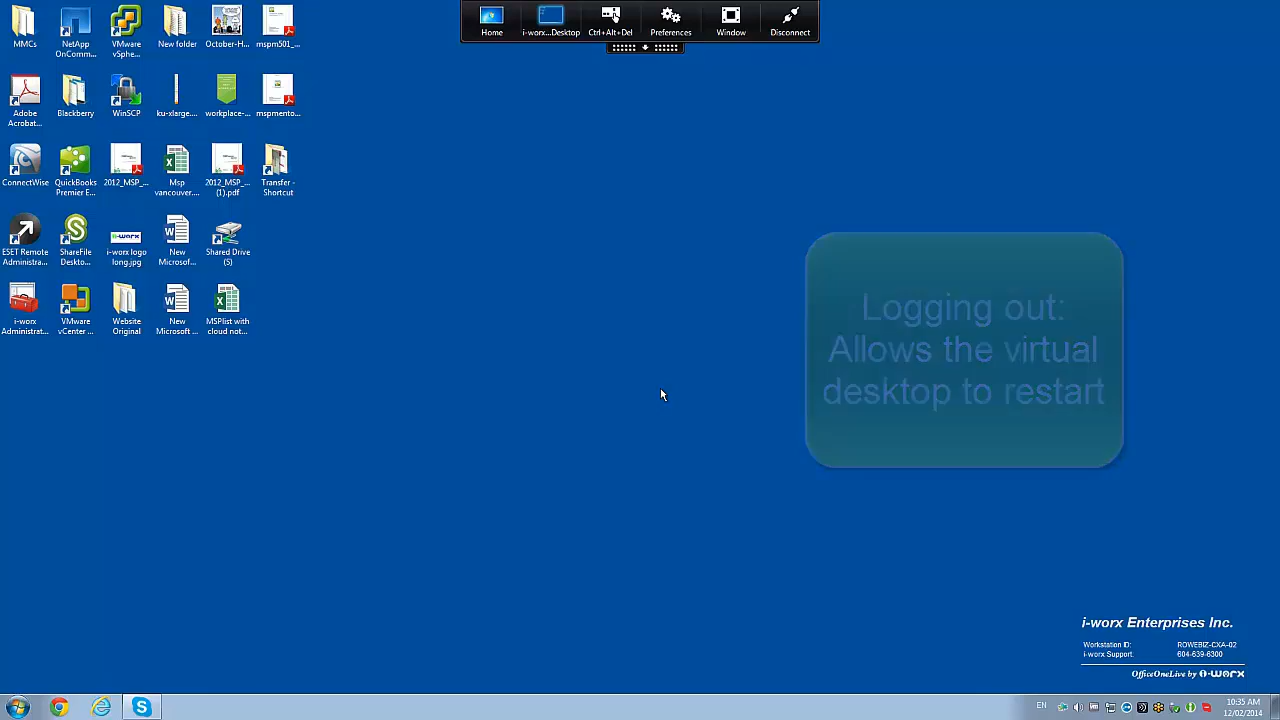 Home
i-worx...Desktop
Ctrl+Alt+Del
Preferences
Window
Disconnect
MMCs
NetApp
OnComm...
VMware
vSphe...
New folder
October-H...
mspm501_...
Adobe
Acrobat...
Blackberry
WinSCP
ku-xlarge....
workplace-...
mspmento...
ConnectWise
QuickBooks
Premier E...
2012_MSP_...
Msp
vancouver....
2012_MSP_...
(1).pdf
Transfer -
Shortcut
ESET Remote
Administra...
ShareFile
Deskto...
i-worx logo
long.jpg
New
Microsof...
Shared Drive
(S)
i-worx
Administrat...
VMware
vCenter ...
Website
Original
New
Microsoft ...
MSPlist with
cloud not...
Logging out:
Allows the virtual
desktop to restart
i-worx Enterprises Inc.
Workstation ID: ROWEBIZ-CXA-02
i-worx Support: 604-639-6300
OfficeOneLive by i-worx
EN
10:35 AM
12/02/2014